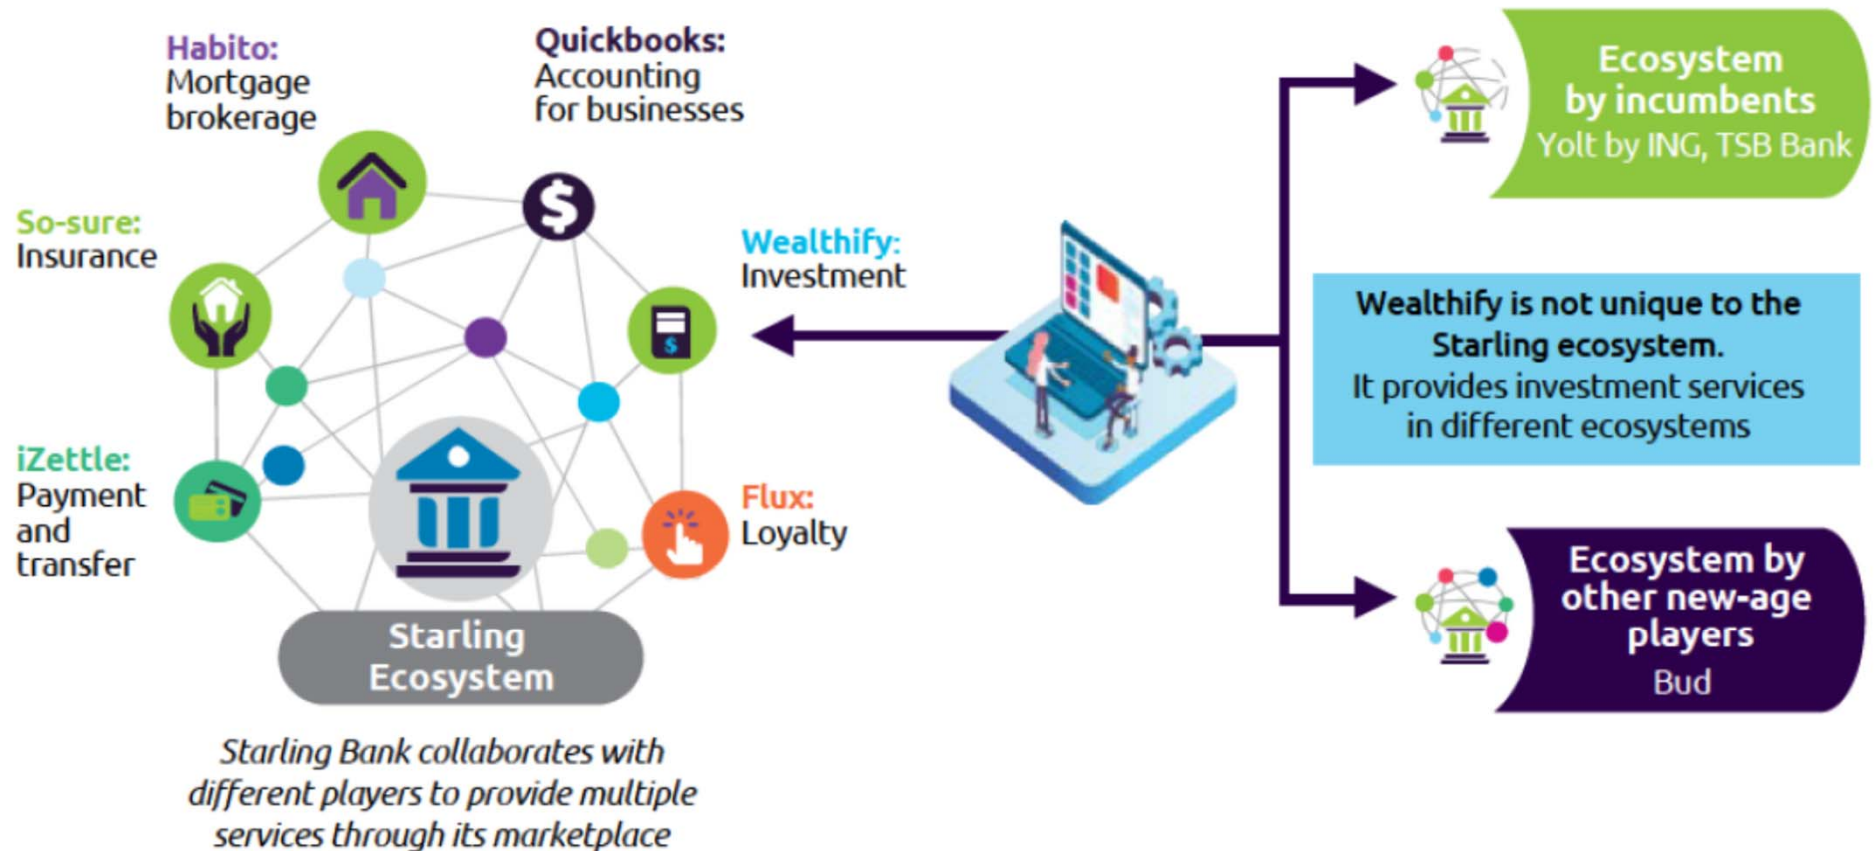 Habito:
Mortgage
brokerage
Quickbooks:
Accounting
for businesses
So-sure:
Insurance
Wealthify:
Investment
iZettle:
Payment
and
transfer
Flux:
Loyalty
$
$
Starling
Ecosystem
Starling Bank collaborates with
different players to provide multiple
services through its marketplace
Ecosystem
by incumbents
Yolt by ING, TSB Bank
Wealthify is not unique to the
Starling ecosystem.
It provides investment services
in different ecosystems
Ecosystem by
other new-age
players
Bud